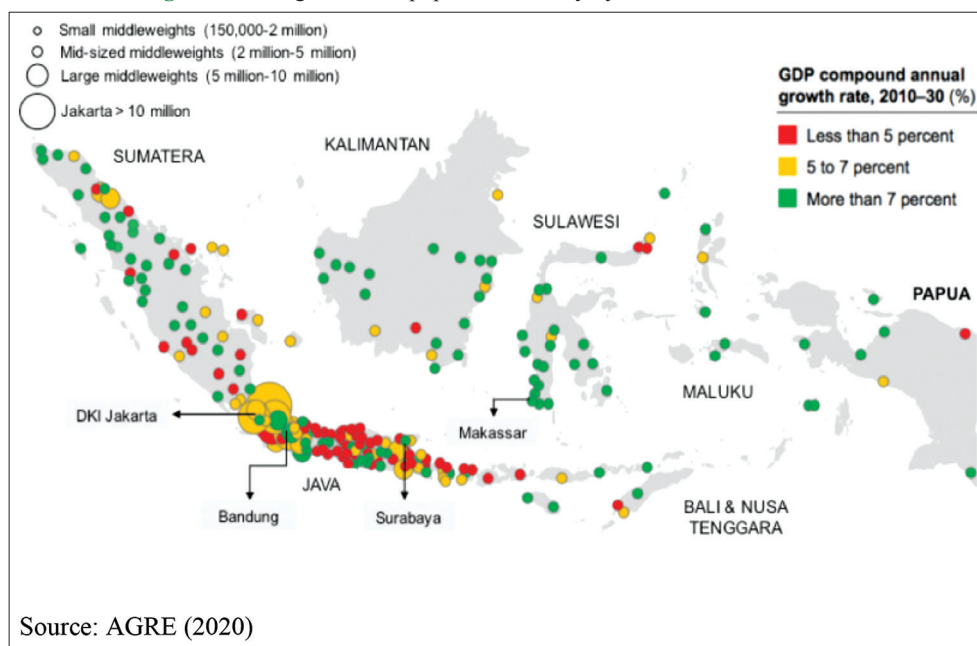 Small middleweights (150,000-2 million)
Mid-sized middleweights (2 million-5 million)
Large middleweights (5 million-10 million)
Jakarta > 10 million
GDP compound annual
growth rate, 2010–30 (%)
Less than 5 percent
5 to 7 percent
More than 7 percent
SUMATERA
KALIMANTAN
SULAWESI
PAPUA
MALUKU
DKI Jakarta
Makassar
JAVA
Bandung
Surabaya
BALI & NUSA
TENGGARA
Source: AGRE (2020)